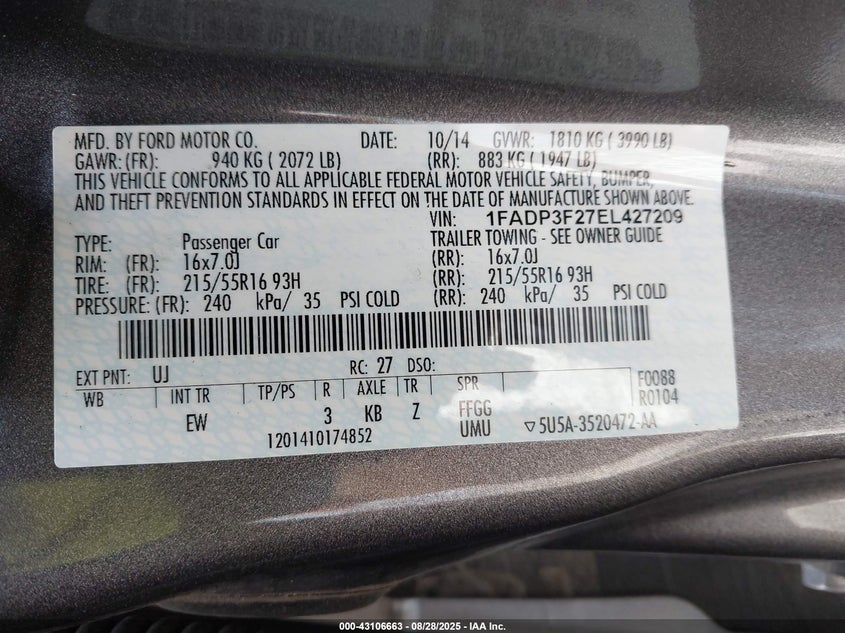 MFD. BY FORD MOTOR CO. DATE: 10/14 GVWR: 1810 KG ( 3990 LB)
GAWR: (FR): 940 KG ( 2072 LB) (RR): 883 KG ( 1947 LB)
THIS VEHICLE CONFORMS TO ALL APPLICABLE FEDERAL MOTOR VEHICLE SAFETY, BUMPER,
AND THEFT PREVENTION STANDARDS IN EFFECT ON THE DATE OF MANUFACTURE SHOWN ABOVE.
VIN: 1FADP3F27EL427209
TYPE: Passenger Car TRAILER TOWING - SEE OWNER GUIDE
RIM: (FR): 16x7.0J (RR): 16x7.0J
TIRE: (FR): 215/55R16 93H (RR): 215/55R16 93H
PRESSURE: (FR): 240 kPa/ 35 PSI COLD (RR): 240 kPa/ 35 PSI COLD
EXT PNT: UJ RC: 27 DSO:
WB INT TR TP/PS R AXLE TR SPR F0088
EW 3 KB Z FFGG R0104
UMU ▽5U5A-3520472-AA
1201410174852
000-43106663 - 08/28/2025 - IAA Inc.